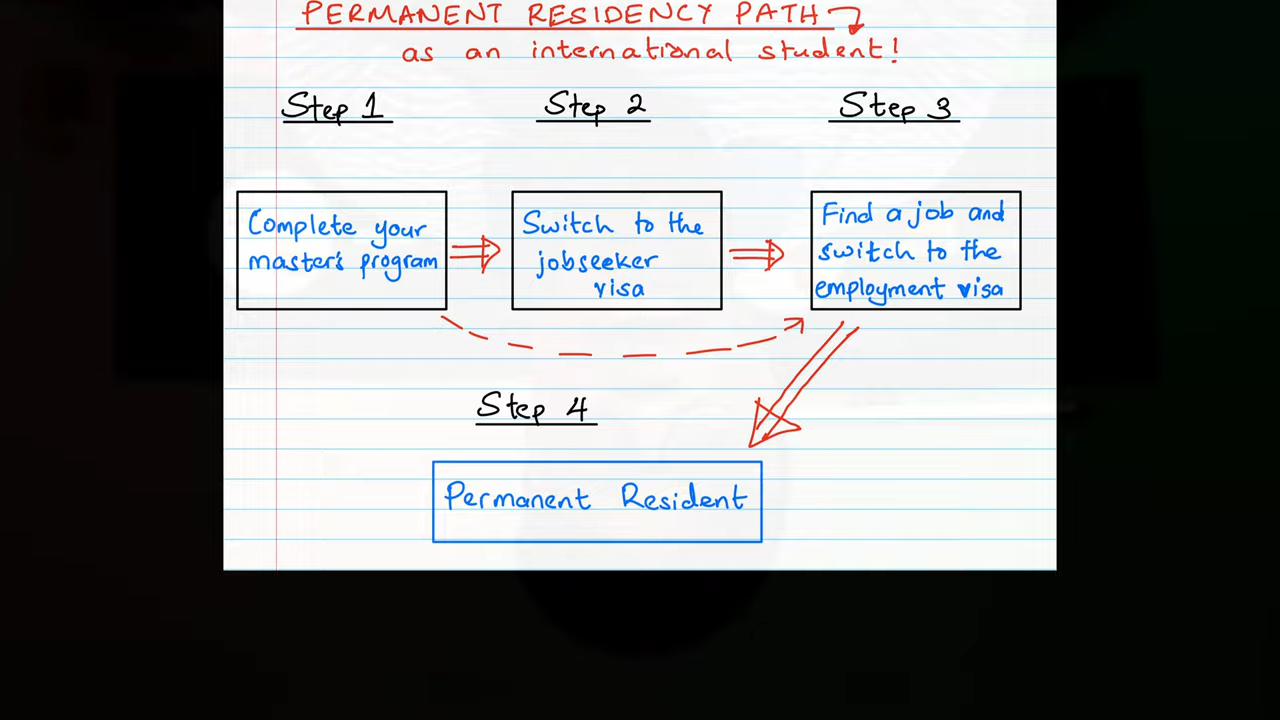 PERMANENT RESIDENCY PATH
as an international student!
Step 1
Step 2
Step 3
Complete your
master's program
Switch to the
jobseeker
visa
Find a job and
switch to the
employment visa
Step 4
Permanent Resident